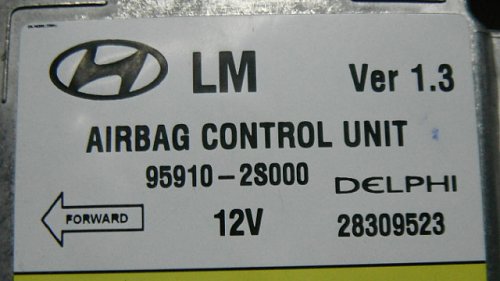 LM Ver 1.3
AIRBAG CONTROL UNIT
95910-2S000 DELPHI
FORWARD 12V 28309523